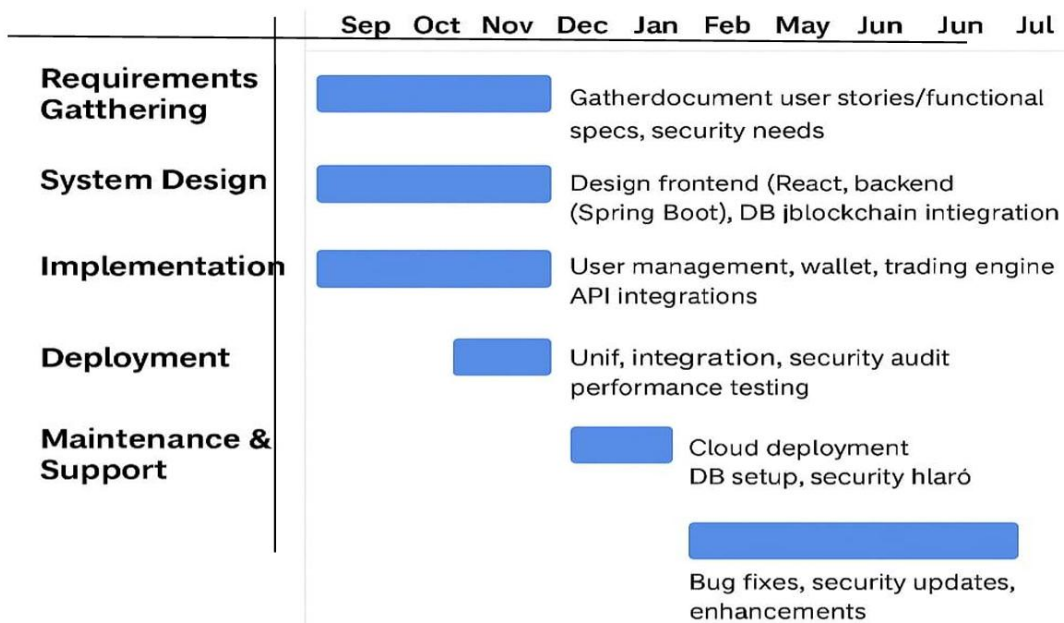 Sep Oct Nov Dec Jan Feb May Jun Jun Jul
Requirements
Gatthering
Gatherdocument user stories/functional
specs, security needs
System Design
Design frontend (React, backend
(Spring Boot), DB jblockchain intiegration
Implementation
User management, wallet, trading engine
API integrations
Deployment
Unif, integration, security audit
performance testing
Maintenance &
Support
Cloud deployment
DB setup, security hlaró
Bug fixes, security updates,
enhancements